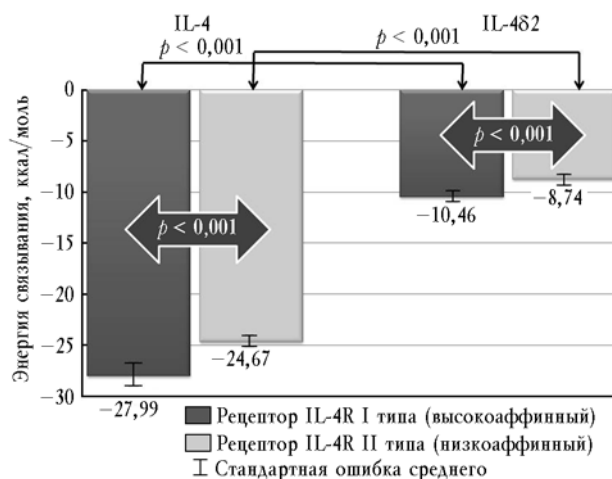 IL-4
IL-4δ2
p < 0,001
p < 0,001
Энергия связывания, ккал/моль
0
−5
−10
−15
−20
−25
−30
p < 0,001
p < 0,001
−27,99
−24,67
−10,46
−8,74
Рецептор IL-4R I типа (высокоаффинный)
Рецептор IL-4R II типа (низкоаффинный)
Стандартная ошибка среднего